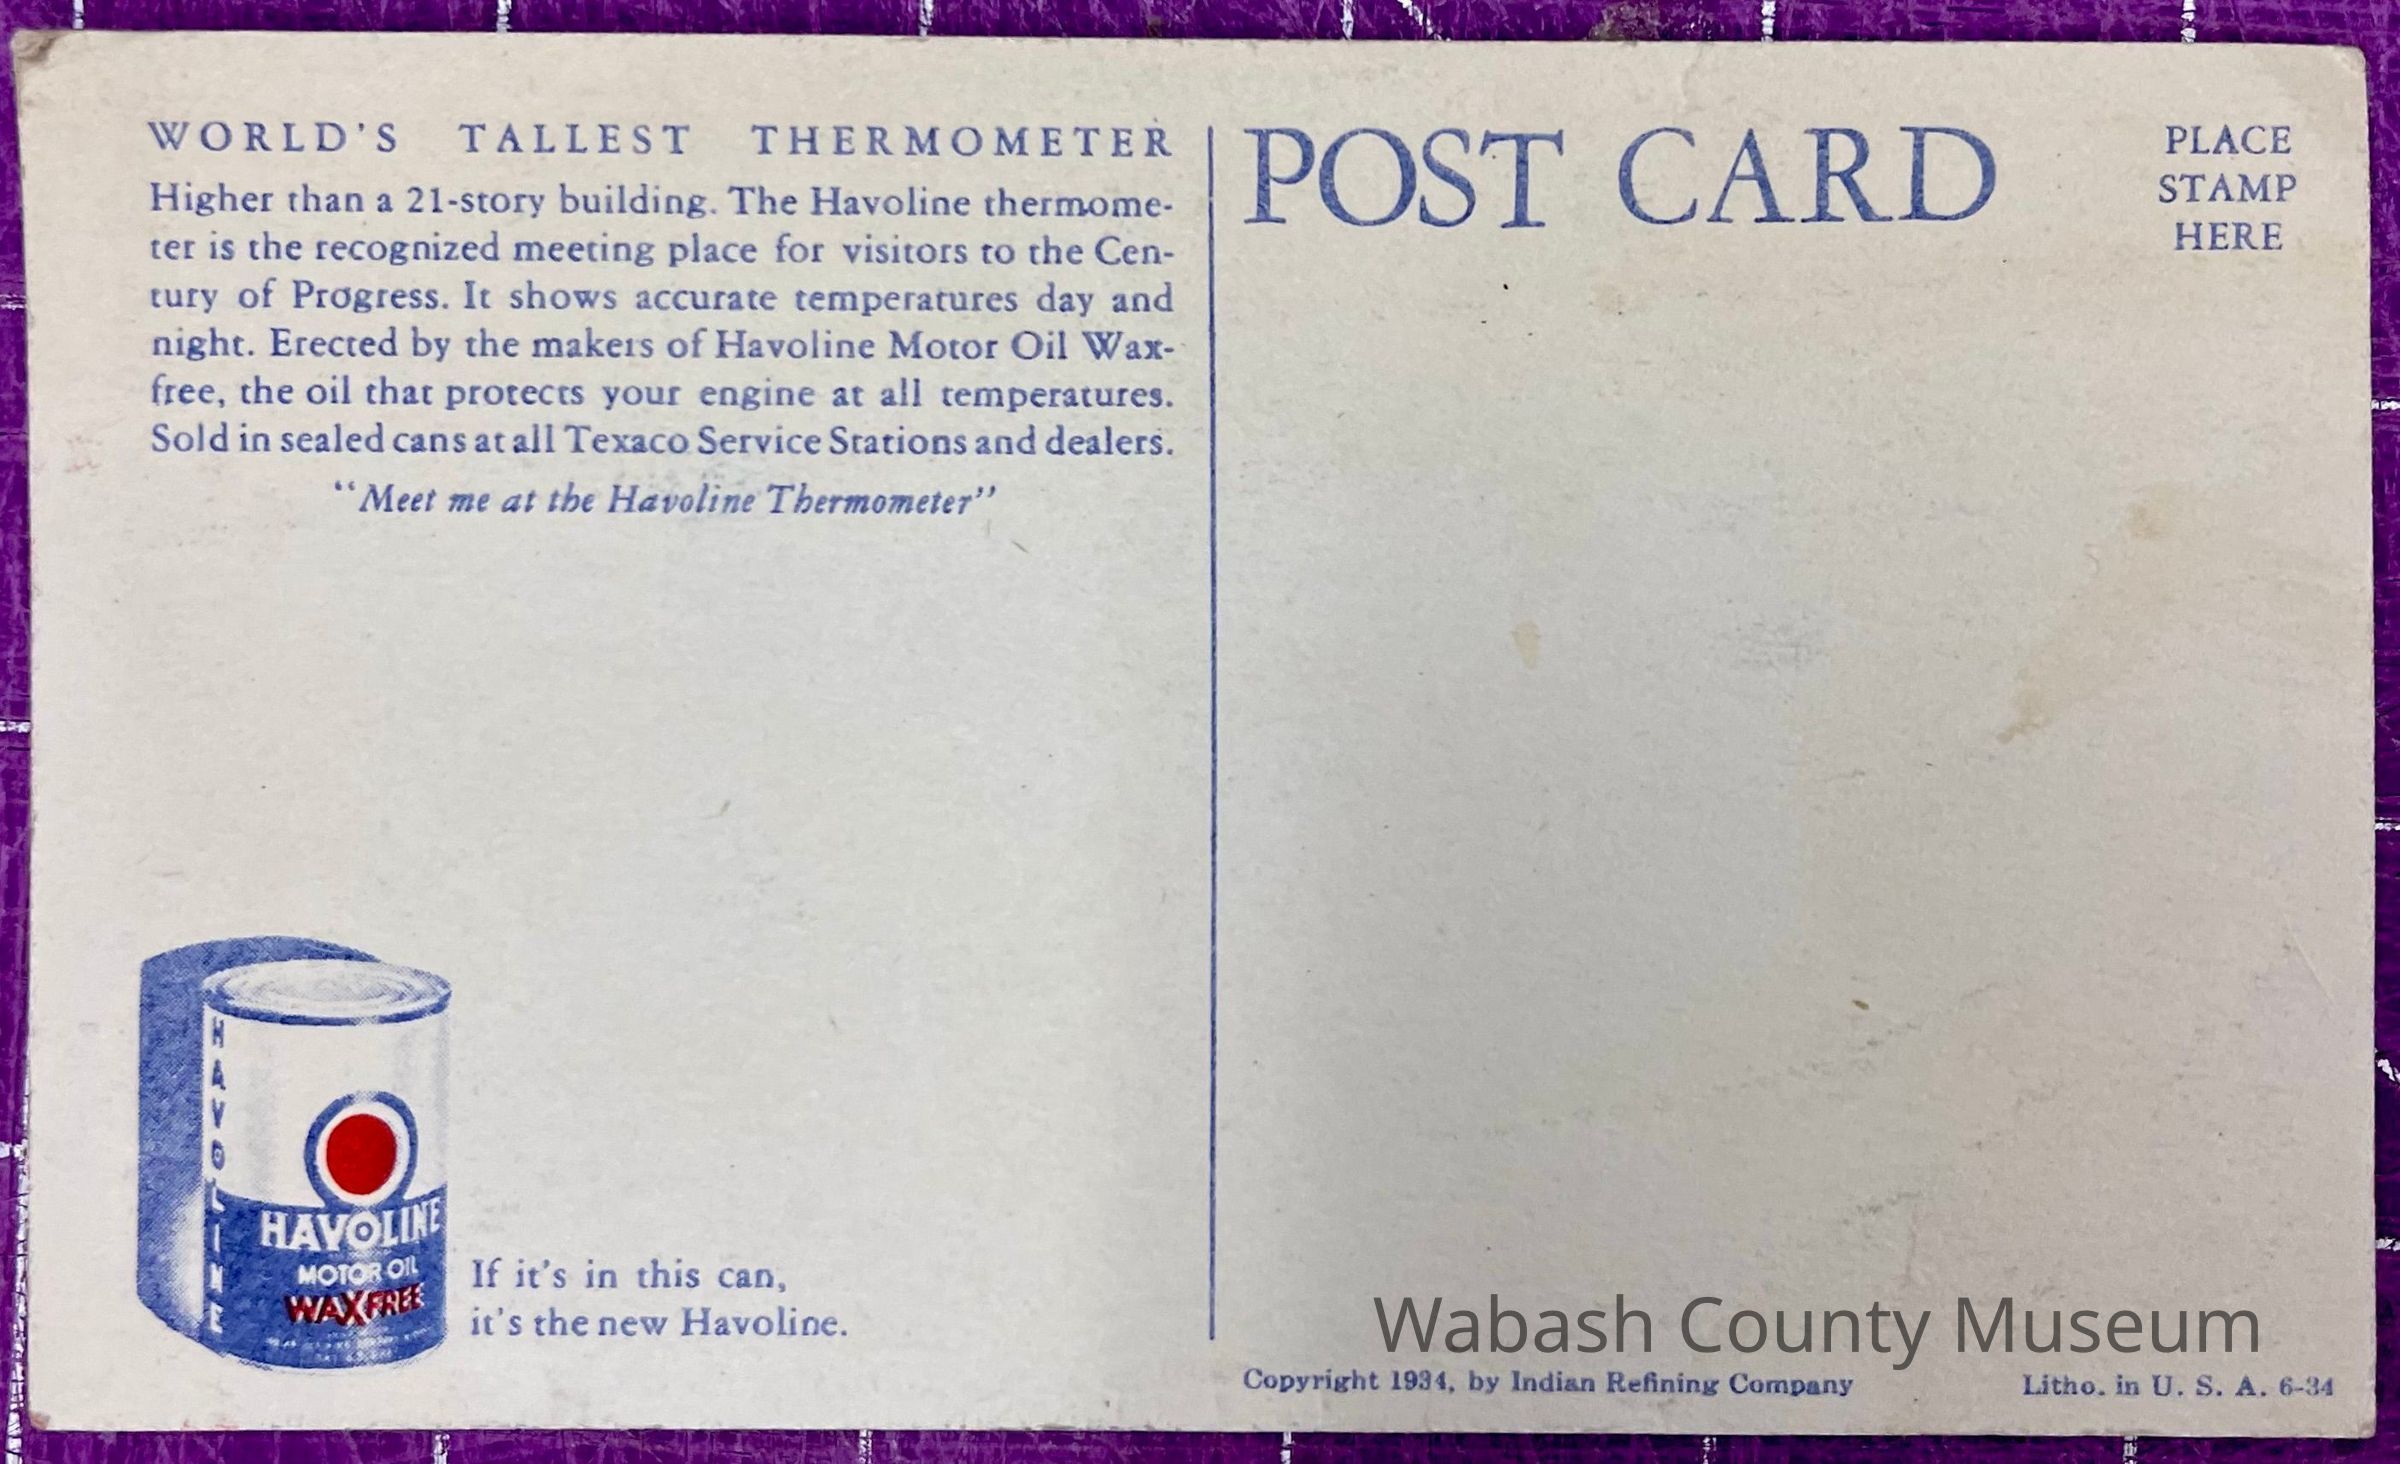 WORLD'S TALLEST THERMOMETER
Higher than a 21-story building. The Havoline thermome-
ter is the recognized meeting place for visitors to the Cen-
tury of Progress. It shows accurate temperatures day and
night. Erected by the makers of Havoline Motor Oil Wax-
free, the oil that protects your engine at all temperatures.
Sold in sealed cans at all Texaco Service Stations and dealers.
"Meet me at the Havoline Thermometer"
HAVOLINE
HAVOLINE
MOTOR OIL
WAXFREE
If it's in this can,
it's the new Havoline.
POST CARD
PLACE
STAMP
HERE
Wabash County Museum
Copyright 1934, by Indian Refining Company
Litho. in U. S. A. 6-34